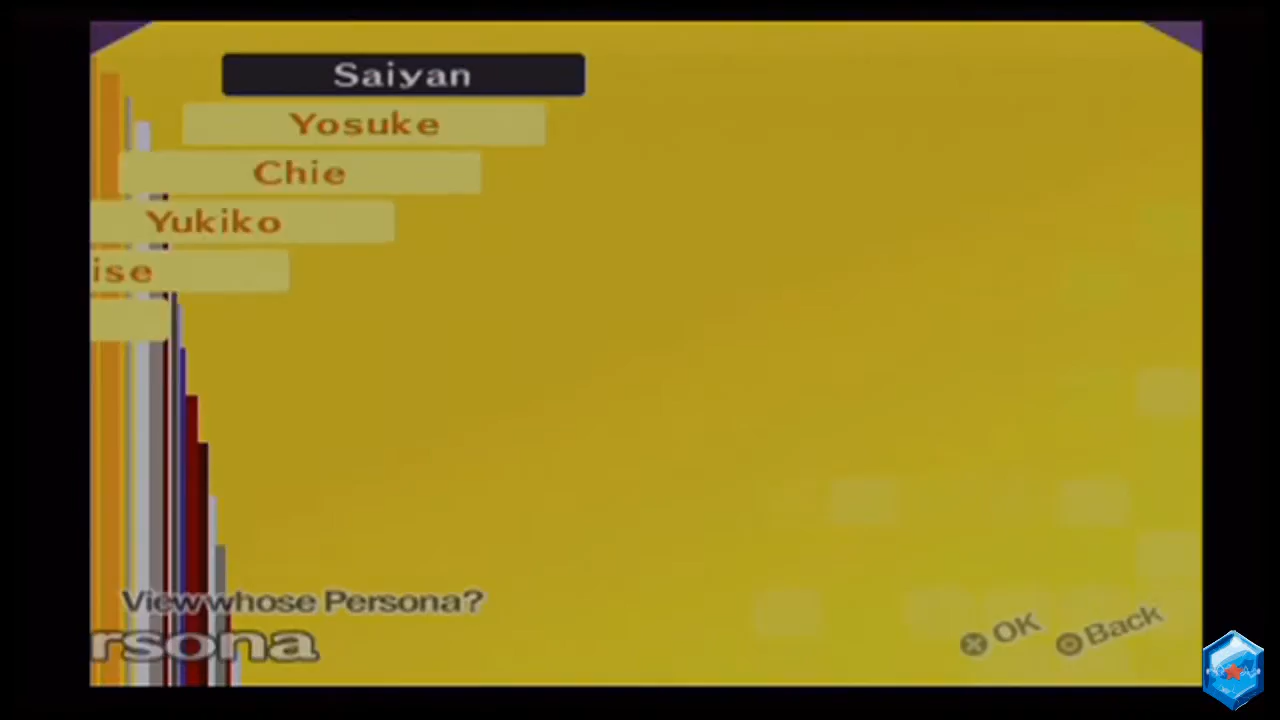 Saiyan
Yosuke
Chie
Yukiko
ise
View whose Persona?
rsona
OK
Back